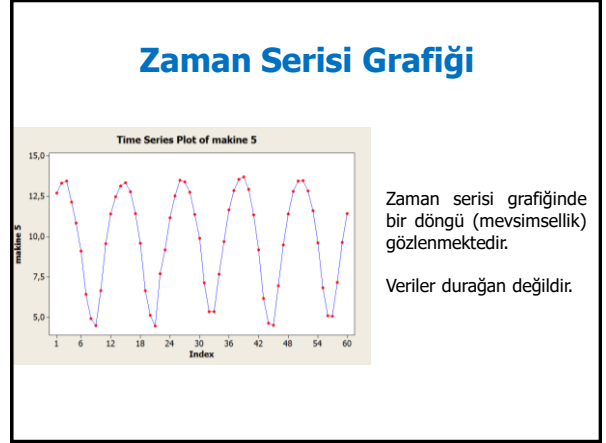 Zaman Serisi Grafiği
Time Series Plot of makine 5
15,0
12,5
10,0
7,5
5,0
makine 5
1 6 12 18 24 30 36 42 48 54 60
Index
Zaman serisi grafiğinde
bir döngü (mevsimsellik)
gözlenmektedir.
Veriler durağan değildir.